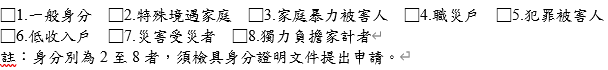 □1.一般身分 □2.特殊境遇家庭 □3.家庭暴力被害人 □4.職災戶 □5.犯罪被害人
□6.低收入戶 □7.災害受災者 □8.獨力負擔家計者
註：身分別為2至8者，須檢具身分證明文件提出申請。